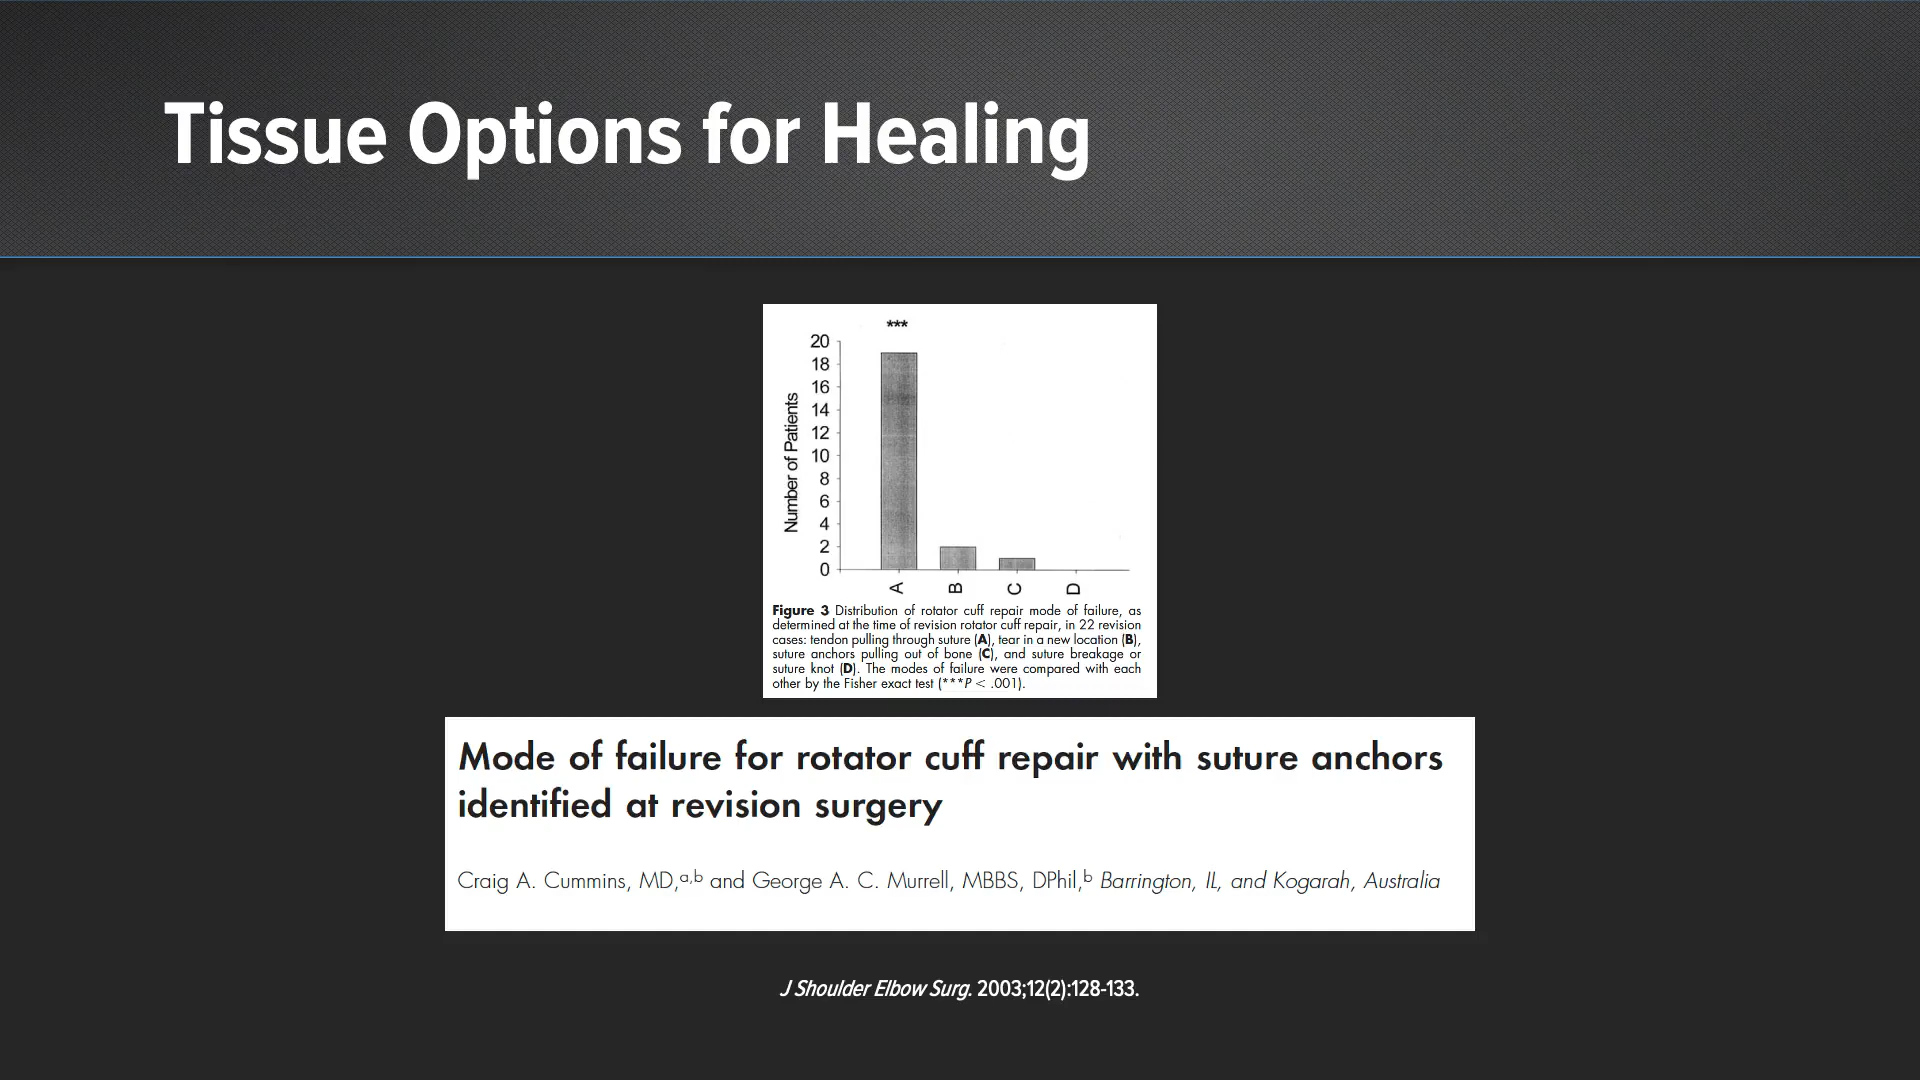 Tissue Options for Healing
***
20
18
16
14
12
10
8
6
4
2
0
Number of Patients
A
B
C
D
Figure 3 Distribution of rotator cuff repair mode of failure, as
determined at the time of revision rotator cuff repair, in 22 revision
cases: tendon pulling through suture (A), tear in a new location (B),
suture anchors pulling out of bone (C), and suture breakage or
suture knot (D). The modes of failure were compared with each
other by the Fisher exact test (***P < .001).
Mode of failure for rotator cuff repair with suture anchors
identified at revision surgery
Craig A. Cummins, MD,a,b and George A. C. Murrell, MBBS, DPhil,b Barrington, IL, and Kogarah, Australia
J Shoulder Elbow Surg. 2003;12(2):128-133.